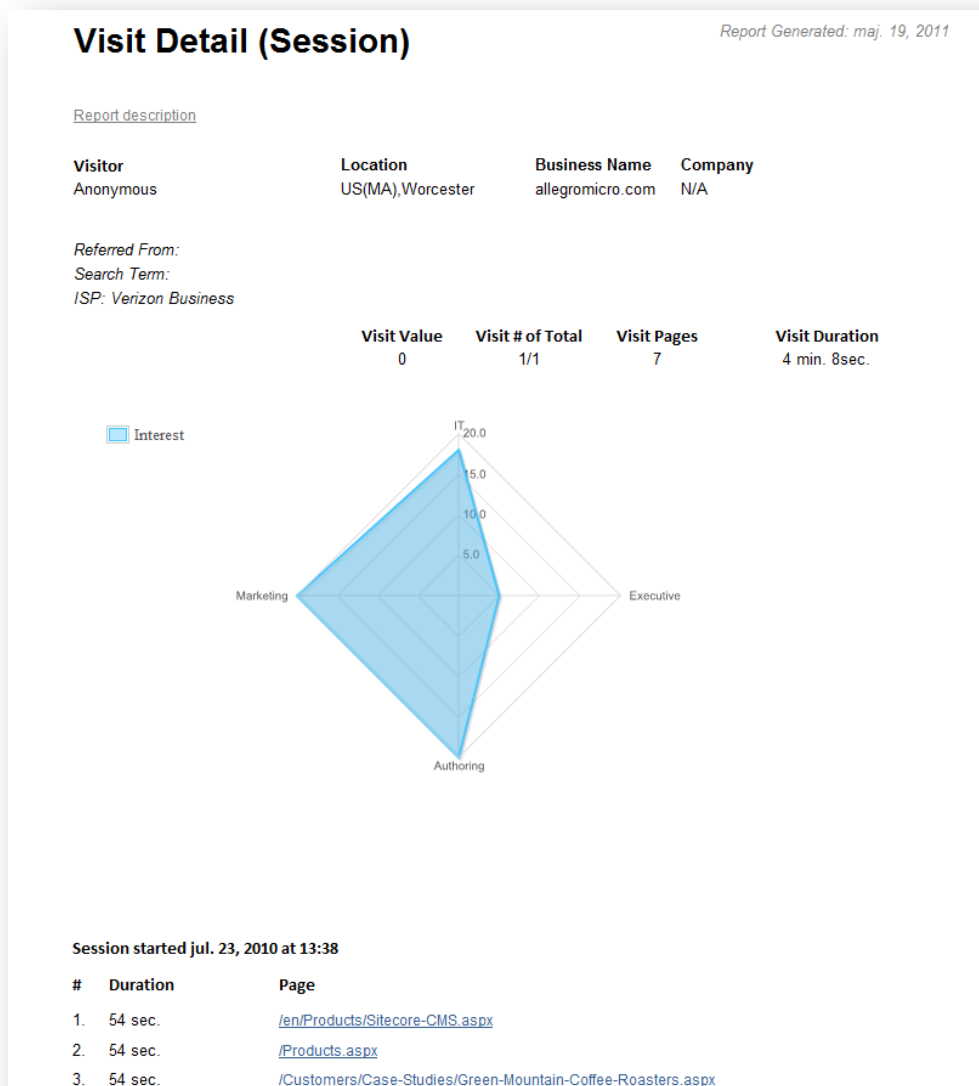 Visit Detail (Session)
Report Generated: maj. 19, 2011
Report description
Visitor Location Business Name Company
Anonymous US(MA),Worcester allegromicro.com N/A
Referred From:
Search Term:
ISP: Verizon Business
Visit Value Visit # of Total Visit Pages Visit Duration
0 1/1 7 4 min. 8sec.
Interest
IT
20.0
15.0
10.0
5.0
Marketing
Executive
Authoring
Session started jul. 23, 2010 at 13:38
# Duration Page
1. 54 sec. /en/Products/Sitecore-CMS.aspx
2. 54 sec. /Products.aspx
3. 54 sec. /Customers/Case-Studies/Green-Mountain-Coffee-Roasters.aspx